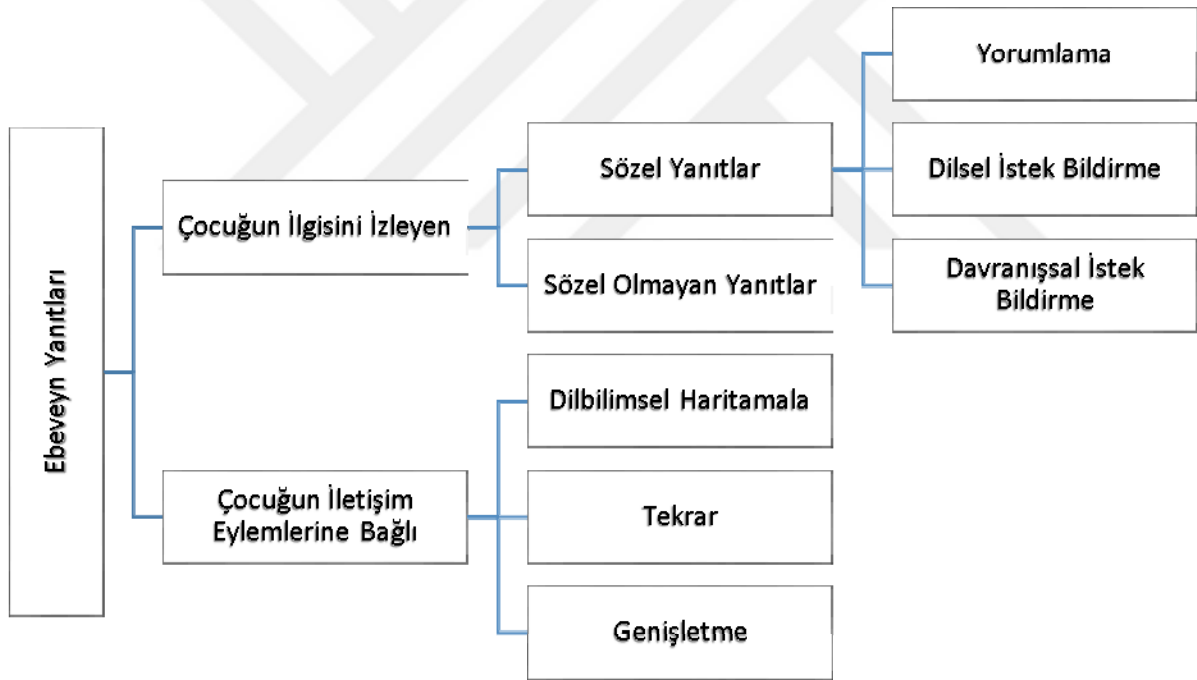 Ebeveyn Yanıtları
Çocuğun İlgisini İzleyen
Sözel Yanıtlar
Yorumlama
Dilsel İstek Bildirme
Davranışsal İstek
Bildirme
Sözel Olmayan Yanıtlar
Çocuğun İletişim
Eylemlerine Bağlı
Dilbilimsel Haritamala
Tekrar
Genişletme